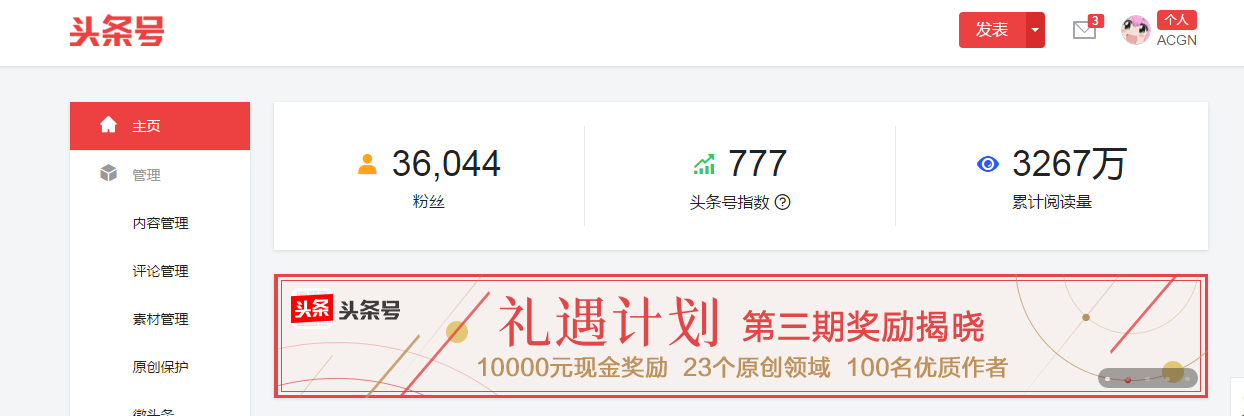 头条号
发表
3
个人
ACGN
主页
管理
内容管理
评论管理
素材管理
原创保护
微头条
36,044
粉丝
777
头条号指数 ?
3267万
累计阅读量
头条 头条号
礼遇计划 第三期奖励揭晓
10000元现金奖励 23个原创领域 100名优质作者